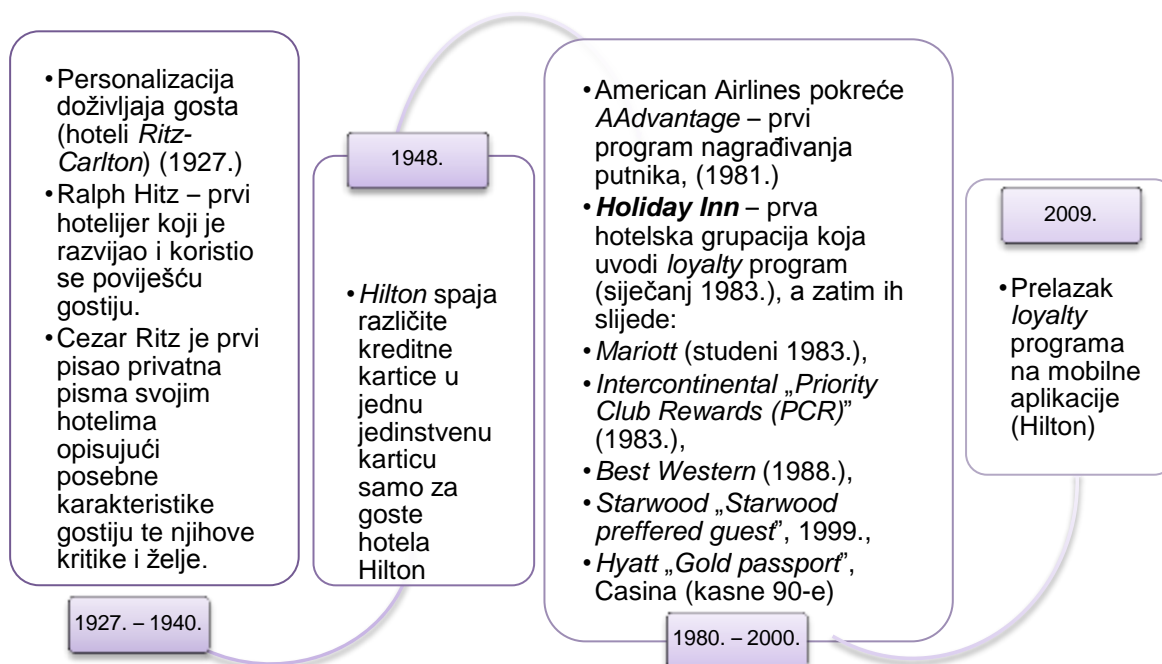 •Personalizacija
doživljaja gosta
(hoteli Ritz-
Carlton) (1927.)
•Ralph Hitz – prvi
hotelijer koji je
razvijao i koristio
se poviješću
gostiju.
•Cezar Ritz je prvi
pisao privatna
pisma svojim
hotelima
opisujući
posebne
karakteristike
gostiju te njihove
kritike i želje.
1927. – 1940.
1948.
•Hilton spaja
različite
kreditne
kartice u
jednu
jedinstvenu
karticu
samo za
goste
hotela
Hilton
•American Airlines pokreće
AAdvantage – prvi
program nagrađivanja
putnika, (1981.)
•Holiday Inn – prva
hotelska grupacija koja
uvodi loyalty program
(siječanj 1983.), a zatim ih
slijede:
•Mariott (studeni 1983.),
•Intercontinental „Priority
Club Rewards (PCR)”
(1983.),
•Best Western (1988.),
•Starwood „Starwood
preffered guest”, 1999.,
•Hyatt „Gold passport”,
Casina (kasne 90-e)
1980. – 2000.
2009.
•Prelazak
loyalty
programa
na mobilne
aplikacije
(Hilton)